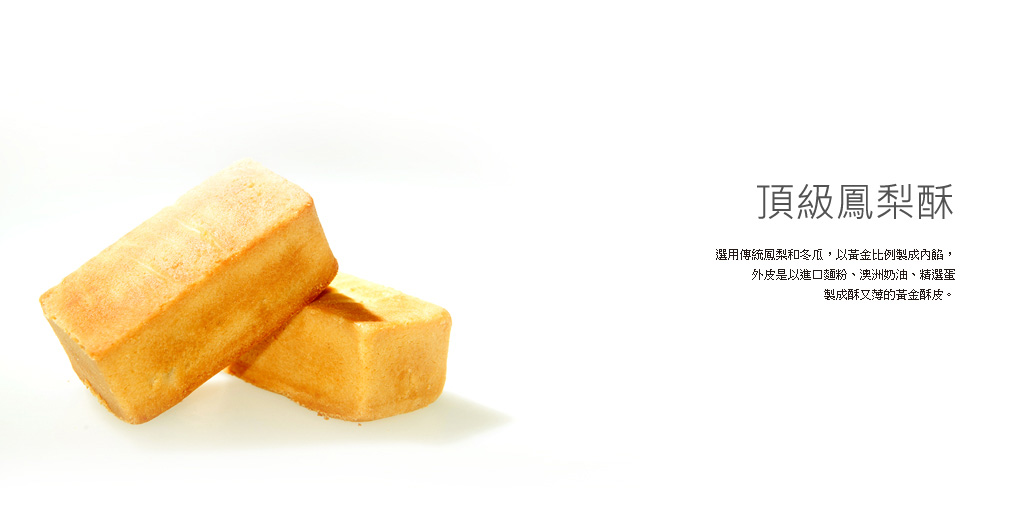 頂級鳳梨酥
選用傳統鳳梨和冬瓜，以黃金比例製成內餡，
外皮是以進口麵粉、澳洲奶油、精選蛋
製成酥又薄的黃金酥皮。